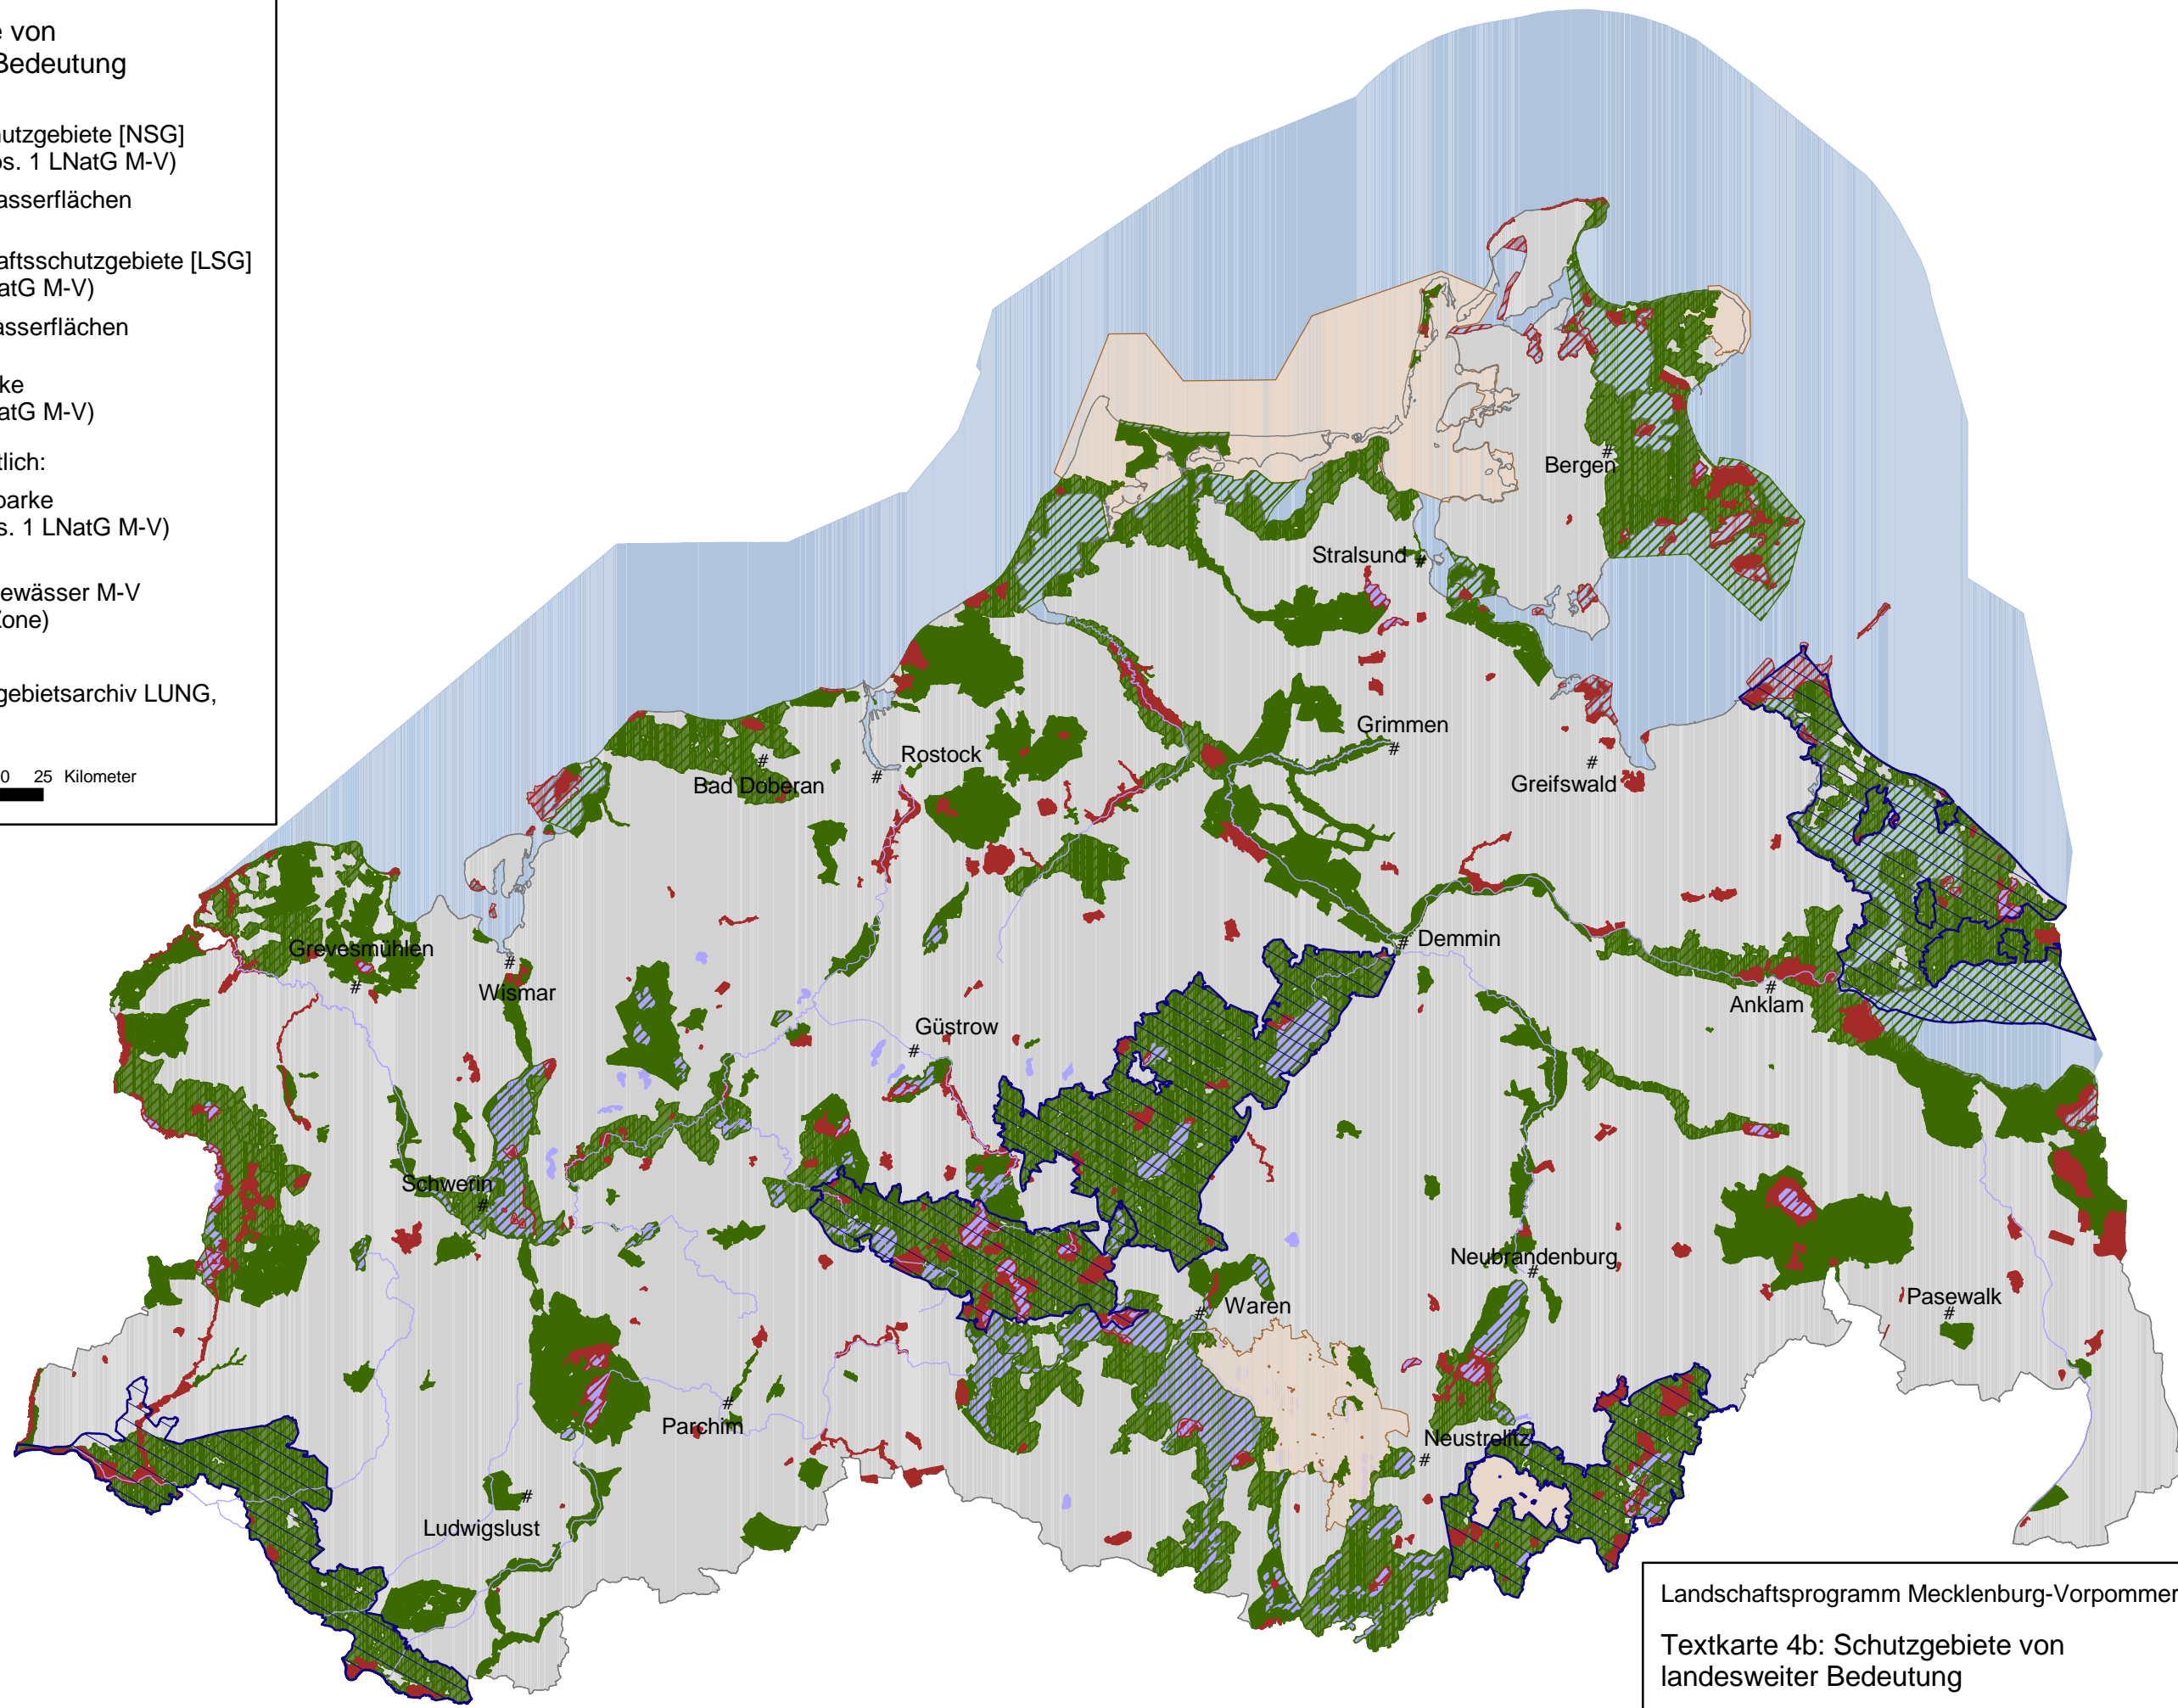 e von
Bedeutung
hutzgebiete [NSG]
os. 1 LNatG M-V)
asserflächen
aftsschutzgebiete [LSG]
atG M-V)
asserflächen
ke
atG M-V)
tlich:
parke
s. 1 LNatG M-V)
ewässer M-V
Zone)
gebietsarchiv LUNG,
0 25 Kilometer
Bergen
Stralsund
Grimmen
Rostock
Bad Doberan
Greifswald
Grevesmühlen
Wismar
Demmin
Anklam
Güstrow
Schwerin
Neubrandenburg
Waren
Pasewalk
Parchim
Neustrelitz
Ludwigslust
Landschaftsprogramm Mecklenburg-Vorpommer
Textkarte 4b: Schutzgebiete von
landesweiter Bedeutung